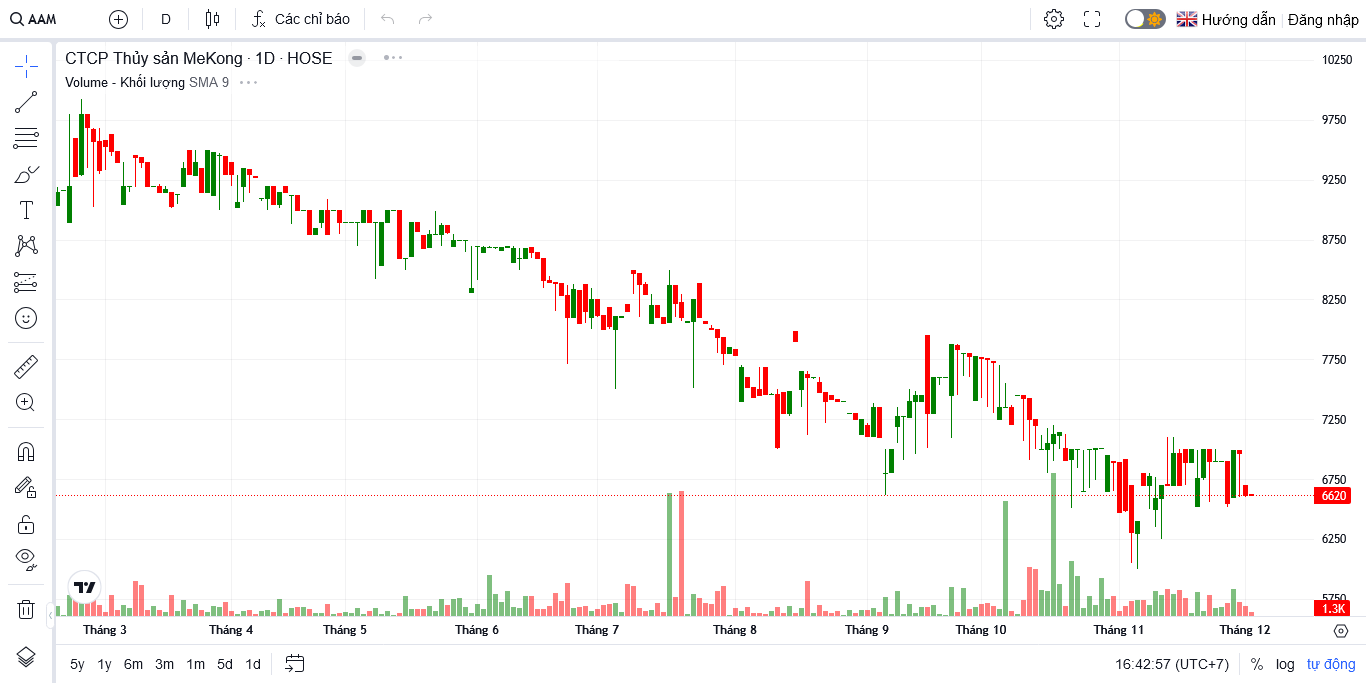 AAM D Các chỉ báo Hướng dẫn Đăng nhập
CTCP Thủy sản MeKong · 1D · HOSE
Volume - Khối lượng SMA 9
10250
9750
9250
8750
8250
7750
7250
6750
6620
6250
5750
1.3K
Tháng 3 Tháng 4 Tháng 5 Tháng 6 Tháng 7 Tháng 8 Tháng 9 Tháng 10 Tháng 11 Tháng 12
5y 1y 6m 3m 1m 5d 1d 16:42:57 (UTC+7) % log tự động